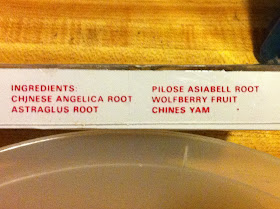 INGREDIENTS:
CHINESE ANGELICA ROOT
ASTRAGLUS ROOT
PILOSE ASIABELL ROOT
WOLFBERRY FRUIT
CHINES YAM